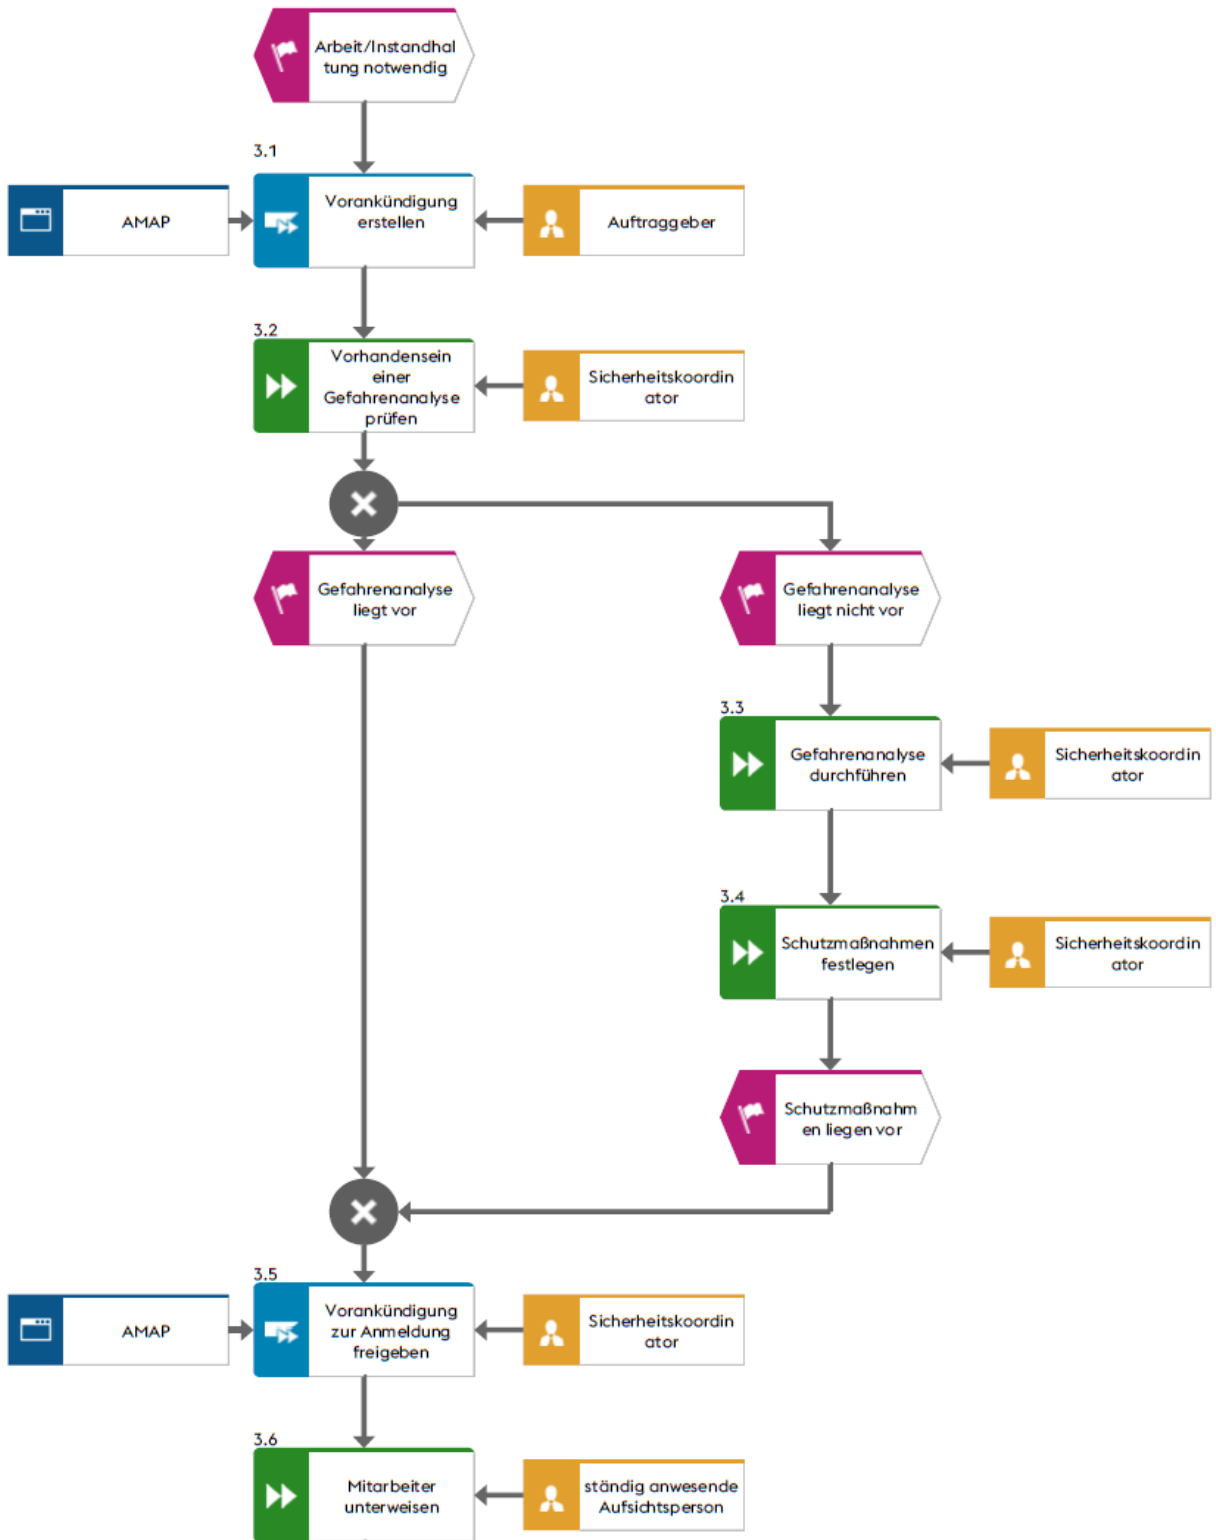 Arbeit/Instandhal
tung notwendig
3.1
AMAP
Vorankündigung
erstellen
Auftraggeber
3.2
Vorhandensein
einer
Gefahrenanalyse
prüfen
Sicherheitskoordin
ator
Gefahrenanalyse
liegt vor
Gefahrenanalyse
liegt nicht vor
3.3
Gefahrenanalyse
durchführen
Sicherheitskoordin
ator
3.4
Schutzmaßnahmen
festlegen
Sicherheitskoordin
ator
Schutzmaßnahm
en liegen vor
3.5
AMAP
Vorankündigung
zur Anmeldung
freigeben
Sicherheitskoordin
ator
3.6
Mitarbeiter
unterweisen
ständig anwesende
Aufsichtsperson